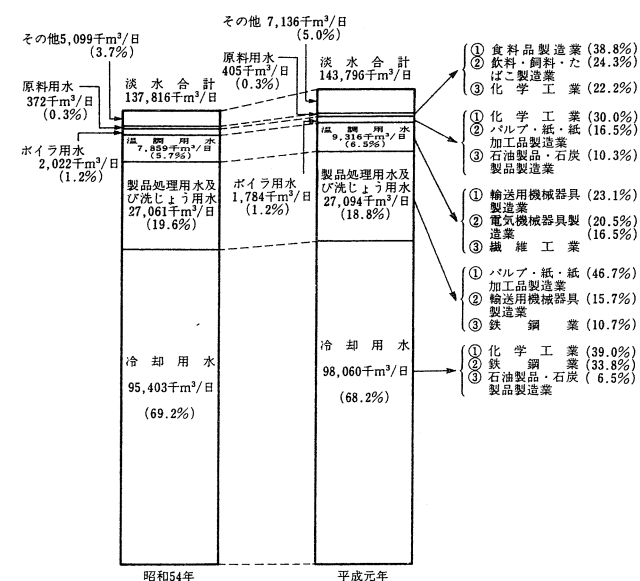 その他5,099千m³/日
(3.7%)
原料用水
372千m³/日
(0.3%)
ボイラ用水
2,022千m³/日
(1.2%)
淡水合計
137,816千m³/日
温調用水
7,859千m³/日
(5.7%)
製品処理用水及
び洗じょう用水
27,061千m³/日
(19.6%)
冷却用水
95,403千m³/日
(69.2%)
昭和54年
その他 7,136千m³/日
(5.0%)
原料用水
405千m³/日
(0.3%)
淡水合計
143,796千m³/日
温調用水
9,316千m³/日
(6.5%)
ボイラ用水
1,784千m³/日
(1.2%)
製品処理用水及
び洗じょう用水
27,094千m³/日
(18.8%)
冷却用水
98,060千m³/日
(68.2%)
平成元年
① 食料品製造業 (38.8%)
② 飲料・飼料・た (24.3%)
ばこ製造業
③ 化学工業 (22.2%)
① 化学工業 (30.0%)
② パルプ・紙・紙 (16.5%)
加工品製造業
③ 石油製品・石炭 (10.3%)
製品製造業
① 輸送用機械器具 (23.1%)
製造業
② 電気機械器具製 (20.5%)
造業 (16.5%)
③ 繊維工業
① パルプ・紙・紙 (46.7%)
加工品製造業
② 輸送用機械器具 (15.7%)
製造業
③ 鉄鋼業 (10.7%)
① 化学工業 (39.0%)
② 鉄鋼業 (33.8%)
③ 石油製品・石炭 ( 6.5%)
製品製造業